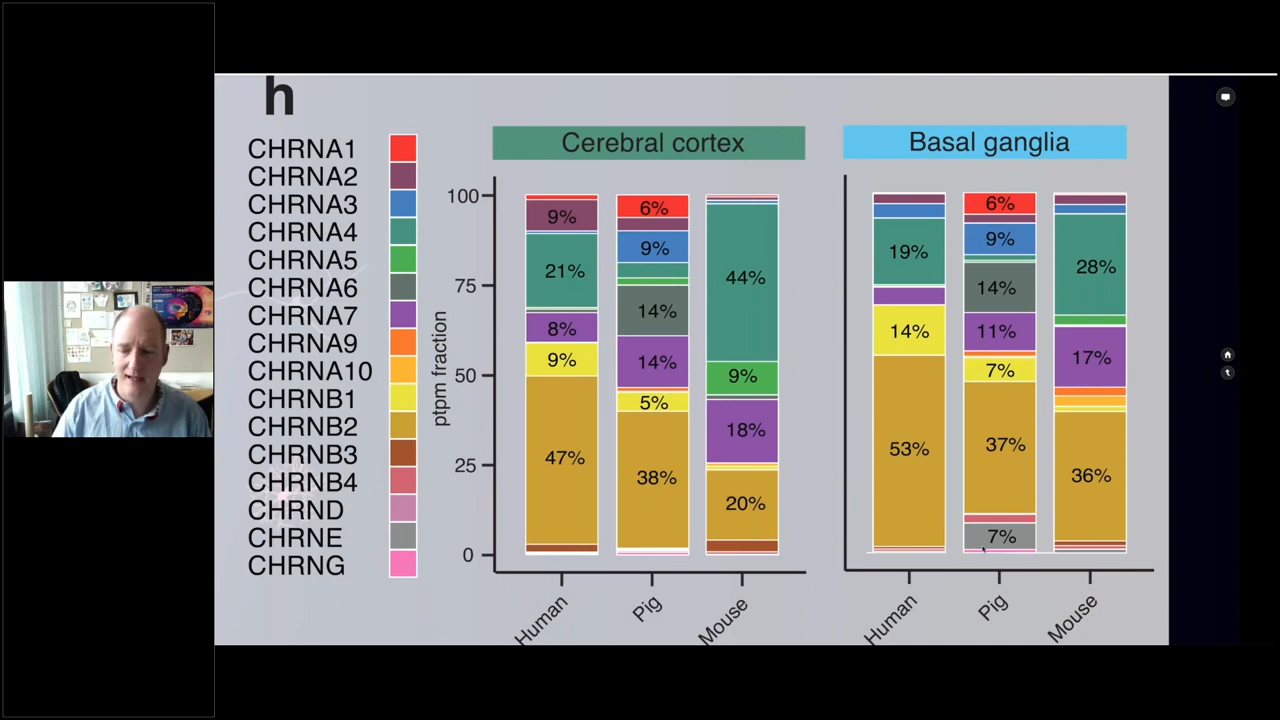 h
Cerebral cortex
Basal ganglia
CHRNA1
CHRNA2
CHRNA3
CHRNA4
CHRNA5
CHRNA6
CHRNA7
CHRNA9
CHRNA10
CHRNB1
CHRNB2
CHRNB3
CHRNB4
CHRND
CHRNE
CHRNG
ptpm fraction
100
75
50
25
0
9%
21%
8%
9%
47%
6%
9%
14%
14%
5%
38%
44%
9%
18%
20%
19%
14%
53%
6%
9%
14%
11%
7%
37%
7%
28%
17%
36%
Human
Pig
Mouse
Human
Pig
Mouse